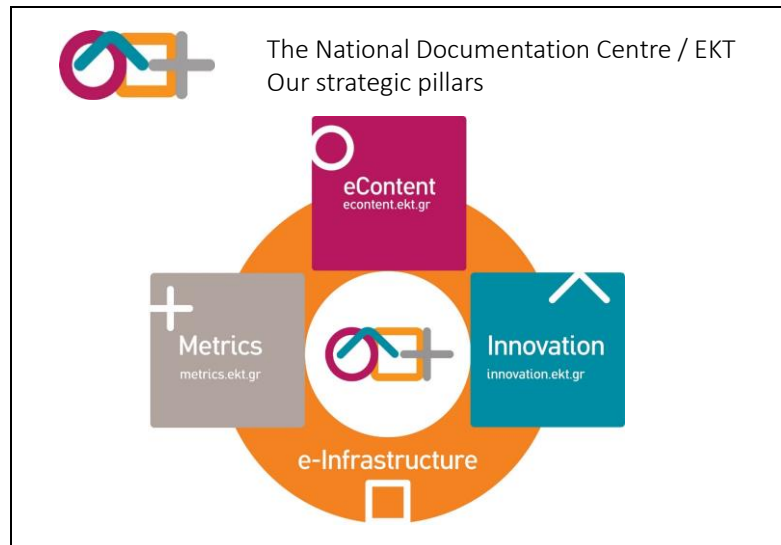 The National Documentation Centre / EKT
Our strategic pillars
eContent
econtent.ekt.gr
Metrics
metrics.ekt.gr
Innovation
innovation.ekt.gr
e-Infrastructure